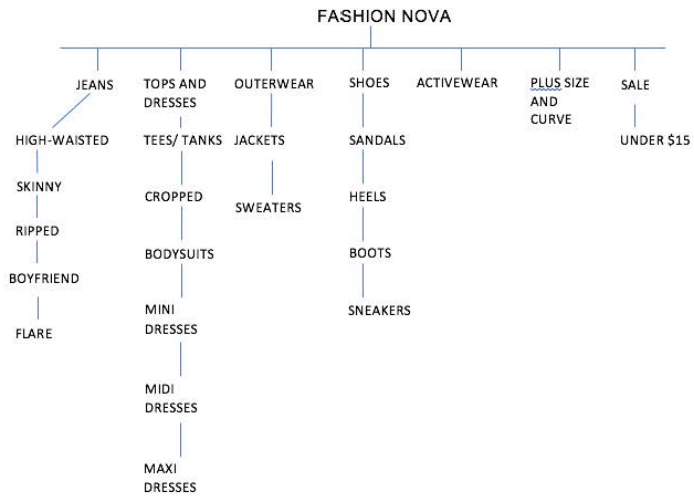 FASHION NOVA
JEANS
TOPS AND
DRESSES
OUTERWEAR
SHOES
ACTIVEWEAR
PLUS SIZE
AND
CURVE
SALE
HIGH-WAISTED
TEES/ TANKS
JACKETS
SANDALS
UNDER $15
SKINNY
CROPPED
SWEATERS
HEELS
RIPPED
BODYSUITS
BOOTS
BOYFRIEND
MINI
DRESSES
SNEAKERS
FLARE
MIDI
DRESSES
MAXI
DRESSES